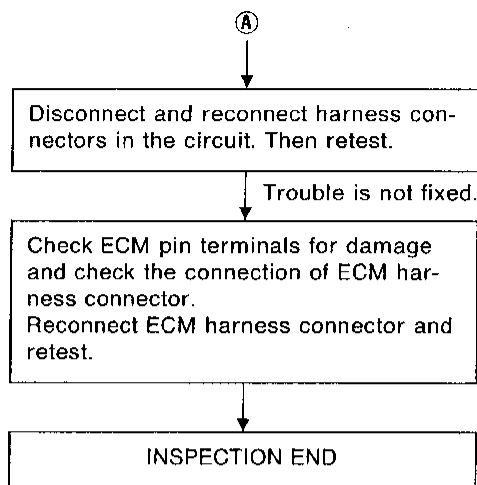 Ⓐ
Disconnect and reconnect harness con-
nectors in the circuit. Then retest.
Trouble is not fixed.
Check ECM pin terminals for damage
and check the connection of ECM har-
ness connector.
Reconnect ECM harness connector and
retest.
INSPECTION END